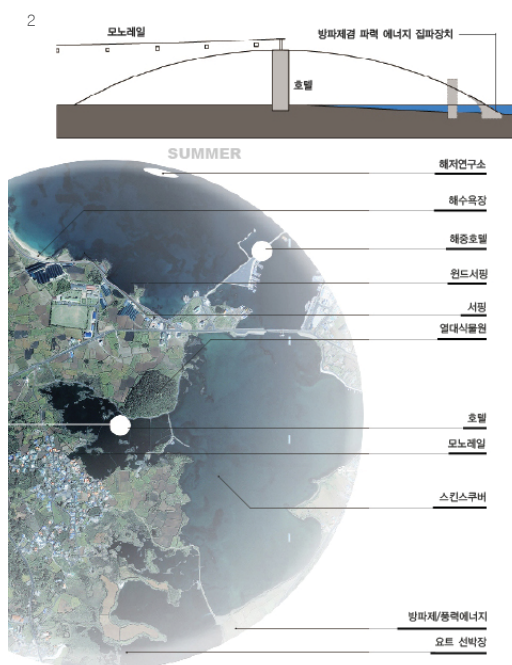 2
모노레일
방파제겸 파력 에너지 집파장치
호텔
SUMMER
해저연구소
해수욕장
해중호텔
윈드서핑
서핑
열대식물원
호텔
모노레일
스킨스쿠버
방파제/풍력에너지
요트 선박장